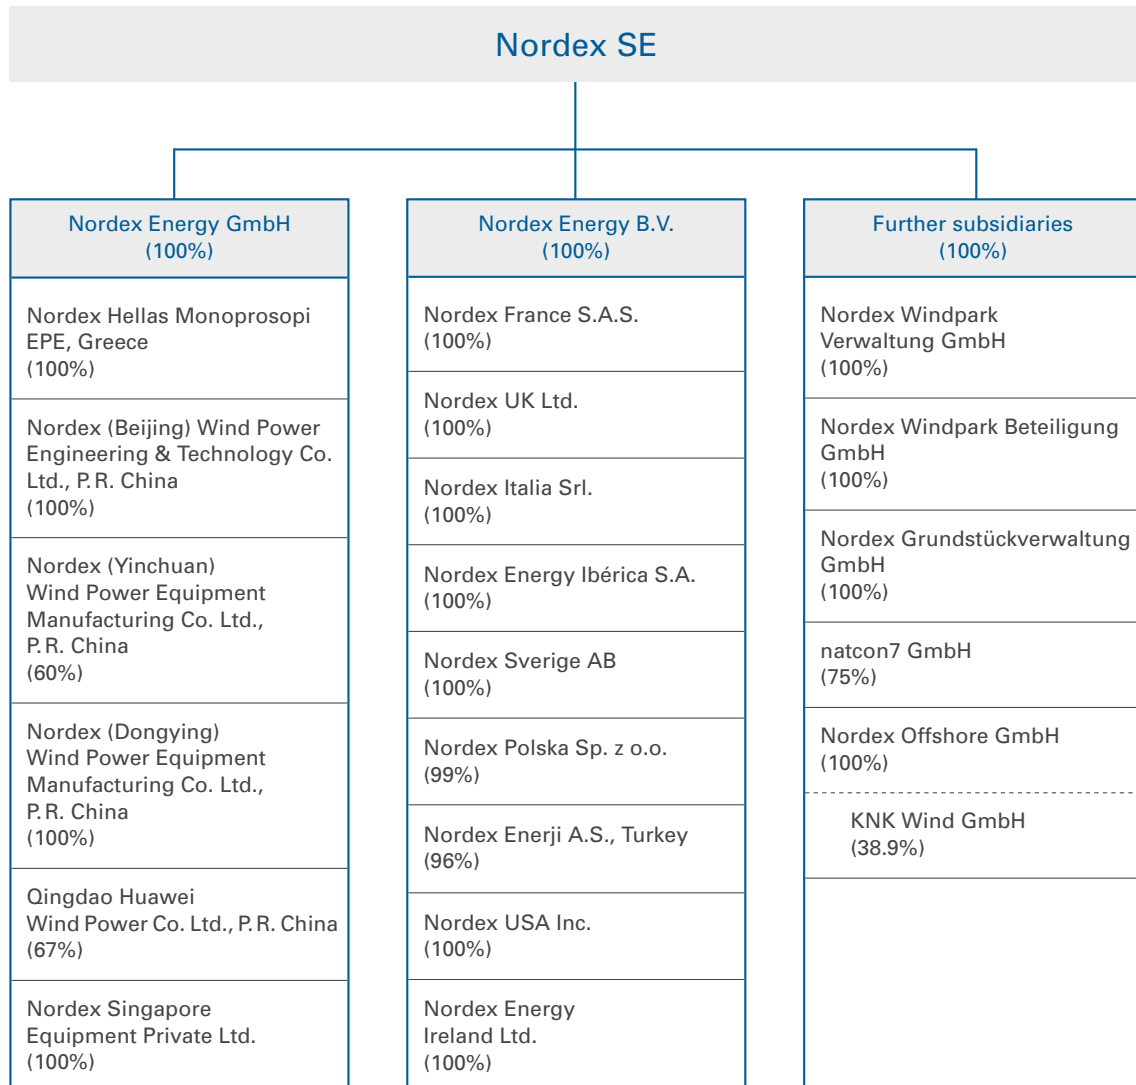 Nordex SE
Nordex Energy GmbH
(100%)
Nordex Hellas Monoprosopi
EPE, Greece
(100%)
Nordex (Beijing) Wind Power
Engineering & Technology Co.
Ltd., P. R. China
(100%)
Nordex (Yinchuan)
Wind Power Equipment
Manufacturing Co. Ltd.,
P. R. China
(60%)
Nordex (Dongying)
Wind Power Equipment
Manufacturing Co. Ltd.,
P. R. China
(100%)
Qingdao Huawei
Wind Power Co. Ltd., P. R. China
(67%)
Nordex Singapore
Equipment Private Ltd.
(100%)
Nordex Energy B.V.
(100%)
Nordex France S.A.S.
(100%)
Nordex UK Ltd.
(100%)
Nordex Italia Srl.
(100%)
Nordex Energy Ibérica S.A.
(100%)
Nordex Sverige AB
(100%)
Nordex Polska Sp. z o.o.
(99%)
Nordex Enerji A.S., Turkey
(96%)
Nordex USA Inc.
(100%)
Nordex Energy
Ireland Ltd.
(100%)
Further subsidiaries
(100%)
Nordex Windpark
Verwaltung GmbH
(100%)
Nordex Windpark Beteiligung
GmbH
(100%)
Nordex Grundstückverwaltung
GmbH
(100%)
natcon7 GmbH
(75%)
Nordex Offshore GmbH
(100%)
KNK Wind GmbH
(38.9%)